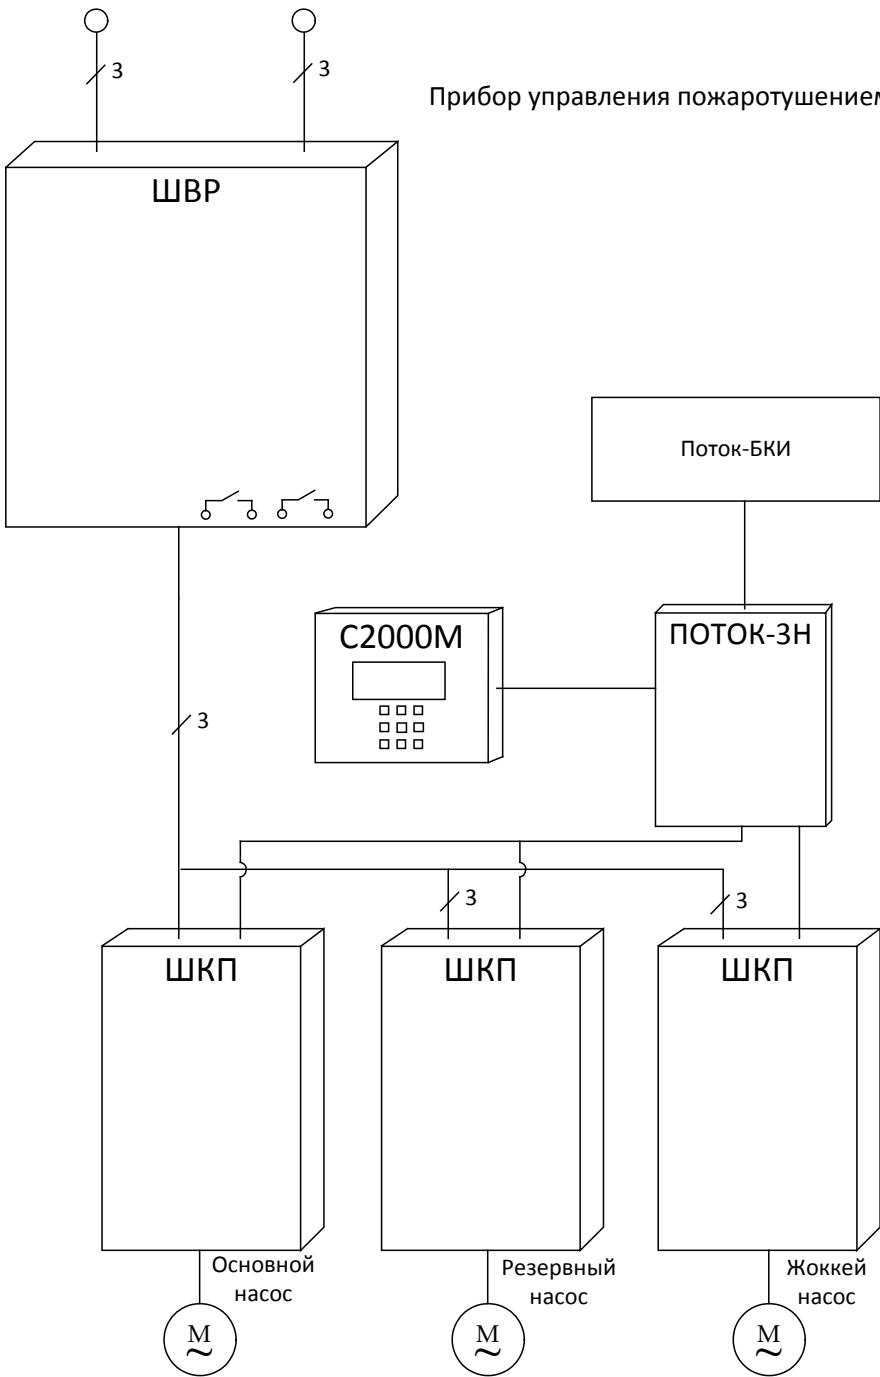 3
3
Прибор управления пожаротушением
ШВР
Поток-БКИ
С2000М
ПОТОК-3Н
3
3
3
ШКП
ШКП
ШКП
Основной
насос
Резервный
насос
Жоккей
насос
М
~
М
~
М
~